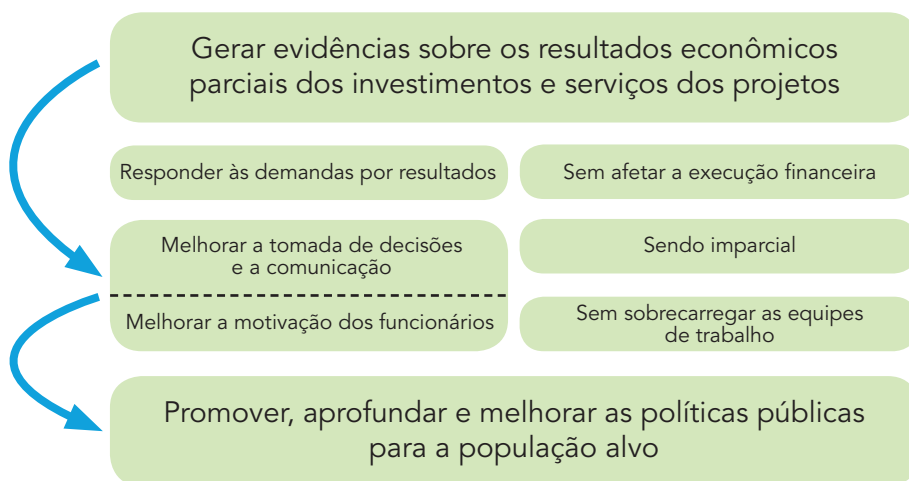 Gerar evidências sobre os resultados econômicos
parciais dos investimentos e serviços dos projetos
Responder às demandas por resultados
Sem afetar a execução financeira
Melhorar a tomada de decisões
e a comunicação
Sendo imparcial
Melhorar a motivação dos funcionários
Sem sobrecarregar as equipes
de trabalho
Promover, aprofundar e melhorar as políticas públicas
para a população alvo